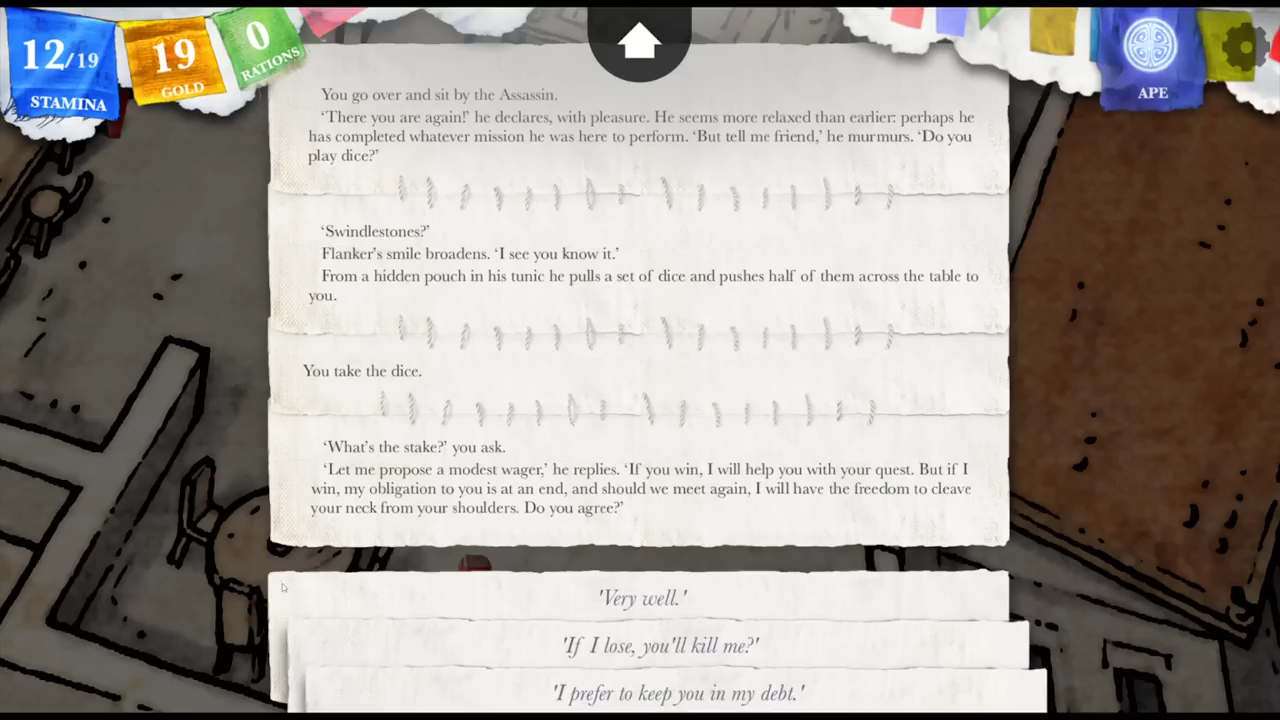 12/19
STAMINA
19
GOLD
0
RATIONS
APE
You go over and sit by the Assassin.
‘There you are again!’ he declares, with pleasure. He seems more relaxed than earlier: perhaps he
has completed whatever mission he was here to perform. ‘But tell me friend,’ he murmurs. ‘Do you
play dice?’
‘Swindlestones?’
Flanker’s smile broadens. ‘I see you know it.’
From a hidden pouch in his tunic he pulls a set of dice and pushes half of them across the table to
you.
You take the dice.
‘What’s the stake?’ you ask.
‘Let me propose a modest wager,’ he replies. ‘If you win, I will help you with your quest. But if I
win, my obligation to you is at an end, and should we meet again, I will have the freedom to cleave
your neck from your shoulders. Do you agree?’
'Very well.'
'If I lose, you'll kill me?'
'I prefer to keep you in my debt.'